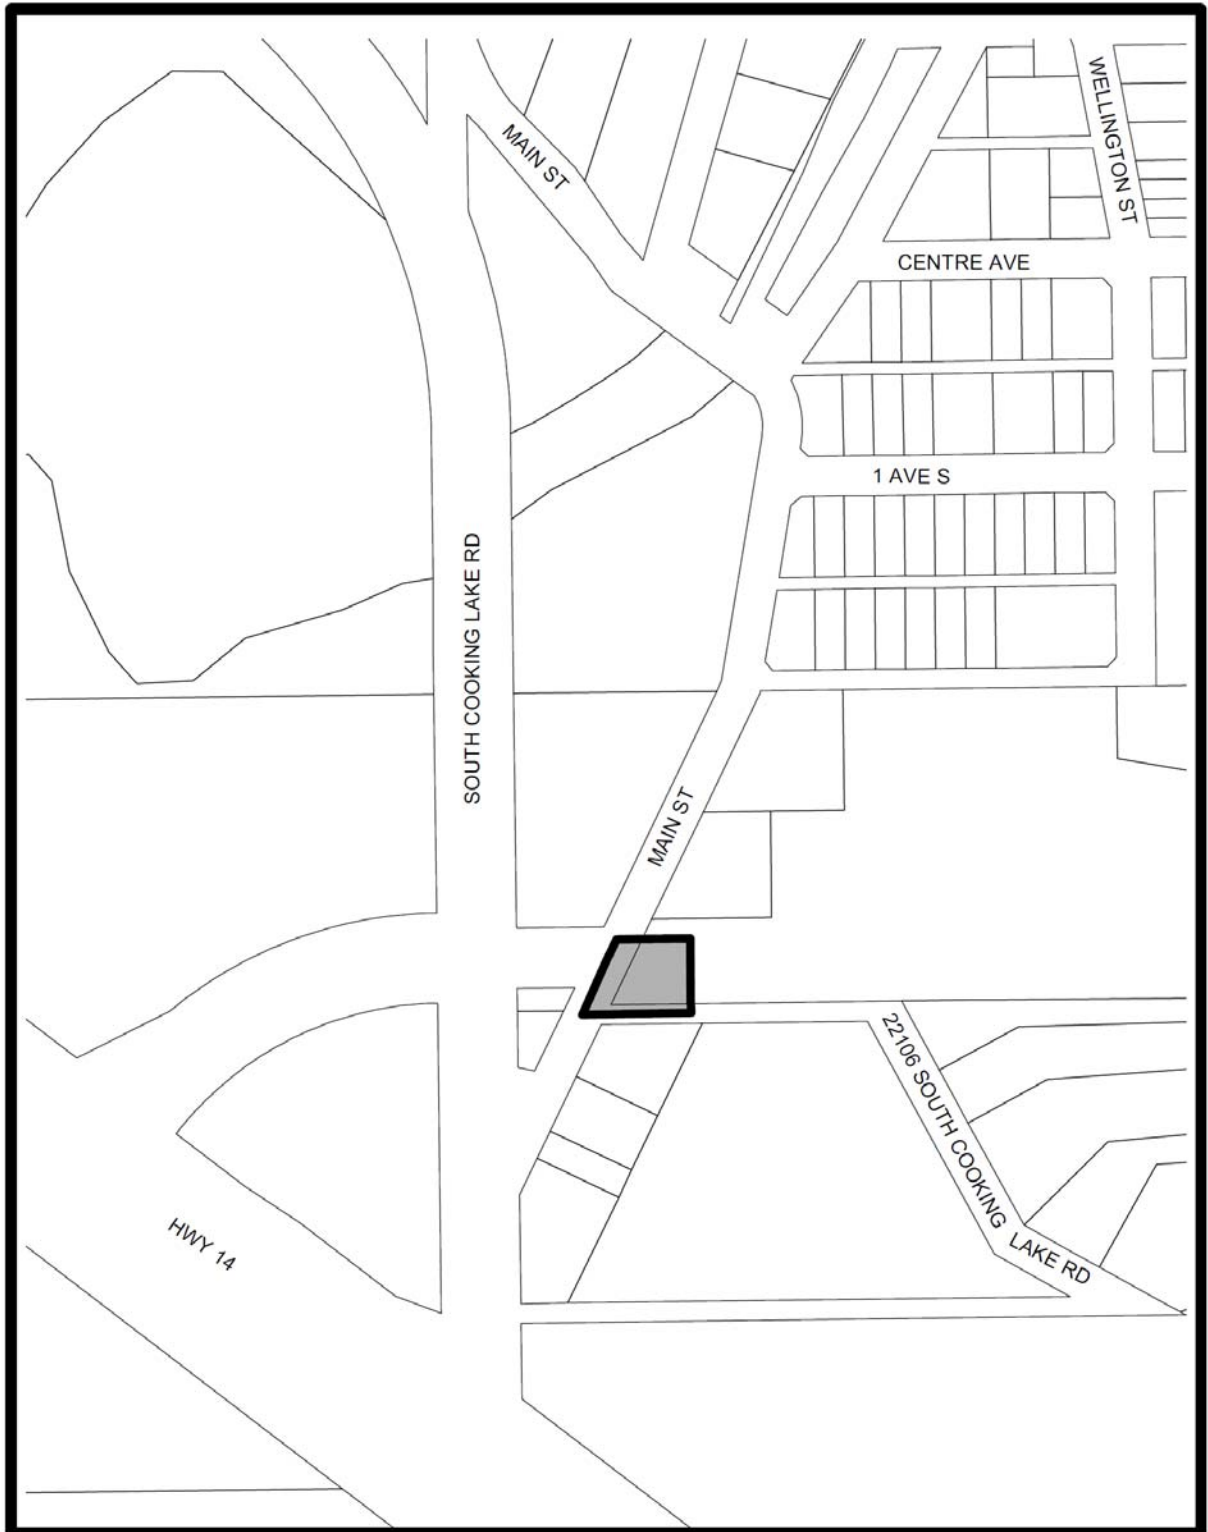 MAIN ST
WELLINGTON ST
CENTRE AVE
1 AVE S
SOUTH COOKING LAKE RD
MAIN ST
22106 SOUTH COOKING
LAKE RD
HWY 14